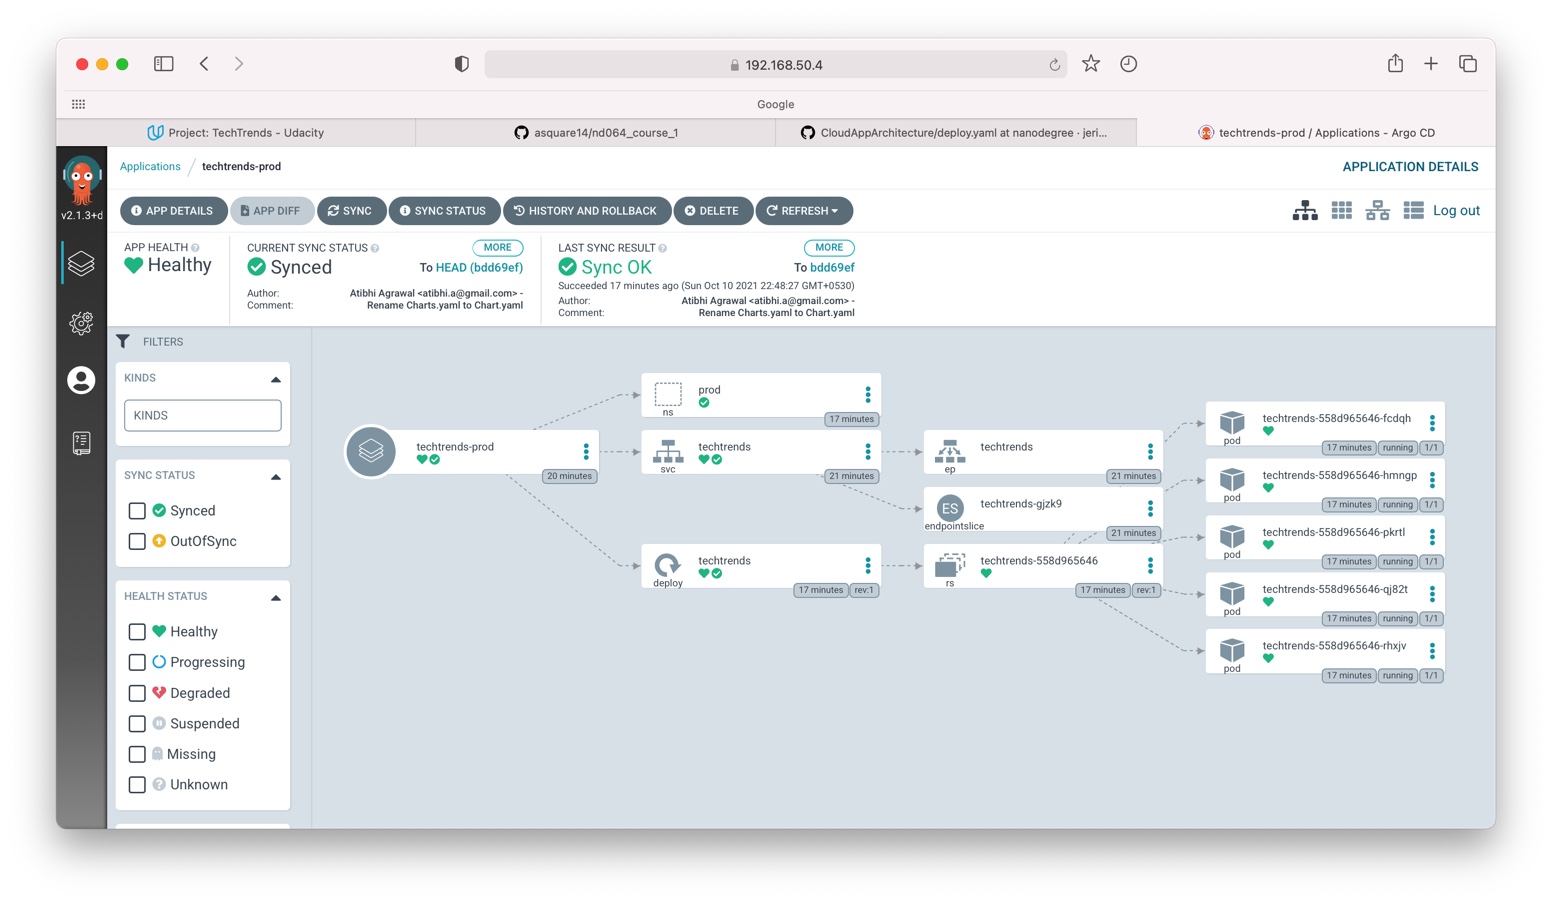 192.168.50.4
Google
Project: TechTrends - Udacity
asquare14/nd064_course_1
CloudAppArchitecture/deploy.yaml at nanodegree · jeri...
techtrends-prod / Applications - Argo CD
v2.1.3+d
Applications / techtrends-prod
APPLICATION DETAILS
APP DETAILS
APP DIFF
SYNC
SYNC STATUS
HISTORY AND ROLLBACK
DELETE
REFRESH
Log out
APP HEALTH
Healthy
CURRENT SYNC STATUS
MORE
Synced
To HEAD (bdd69ef)
Author: Atibhi Agrawal <atibhi.a@gmail.com> -
Comment: Rename Charts.yaml to Chart.yaml
LAST SYNC RESULT
MORE
Sync OK
To bdd69ef
Succeeded 17 minutes ago (Sun Oct 10 2021 22:48:27 GMT+0530)
Author: Atibhi Agrawal <atibhi.a@gmail.com> -
Comment: Rename Charts.yaml to Chart.yaml
FILTERS
KINDS
KINDS
SYNC STATUS
Synced
OutOfSync
HEALTH STATUS
Healthy
Progressing
Degraded
Suspended
Missing
Unknown
techtrends-prod
20 minutes
prod
ns
17 minutes
techtrends
svc
21 minutes
techtrends
deploy
17 minutes rev:1
techtrends
ep
21 minutes
ES
techtrends-gjzk9
endpointslice
21 minutes
techtrends-558d965646
rs
17 minutes rev:1
techtrends-558d965646-fcdqh
pod
17 minutes running 1/1
techtrends-558d965646-hmngp
pod
17 minutes running 1/1
techtrends-558d965646-pkrtl
pod
17 minutes running 1/1
techtrends-558d965646-qj82t
pod
17 minutes running 1/1
techtrends-558d965646-rhxjv
pod
17 minutes running 1/1